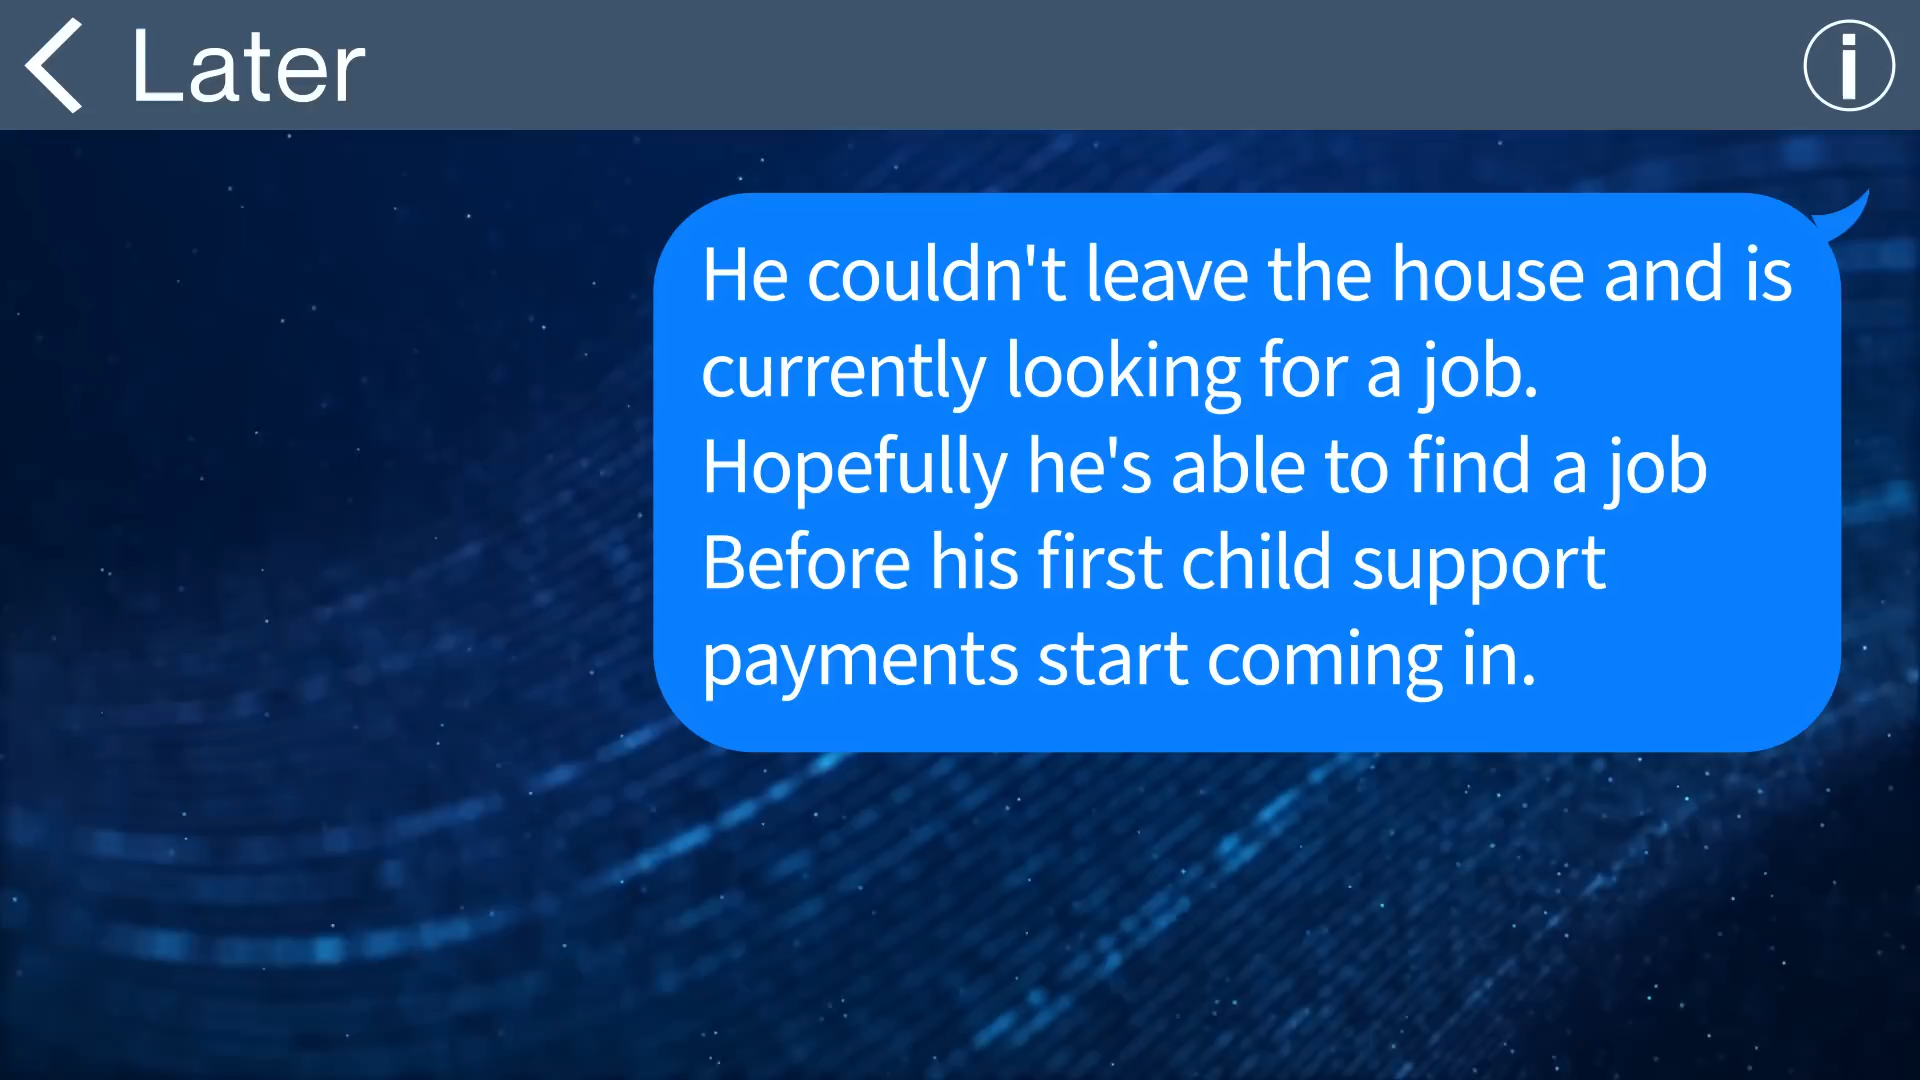 Later
i
He couldn't leave the house and is
currently looking for a job.
Hopefully he's able to find a job
Before his first child support
payments start coming in.